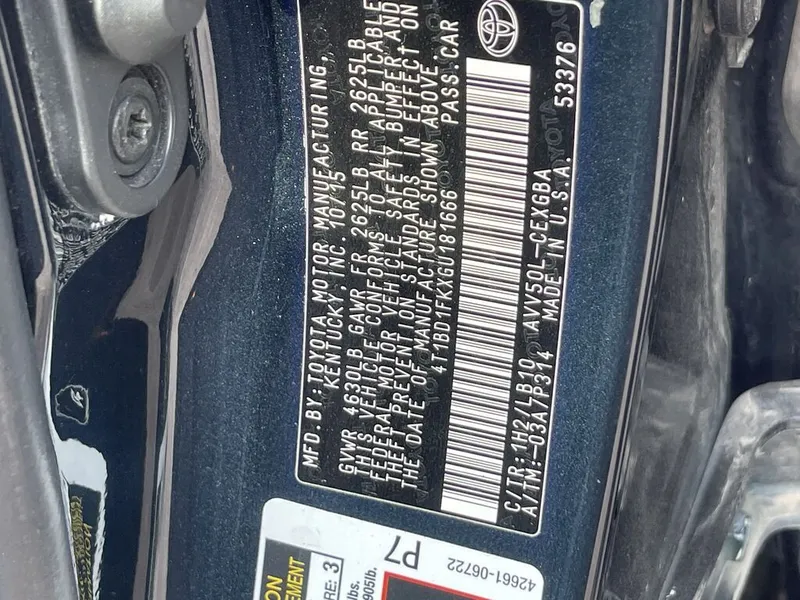 MFD. BY: TOYOTA MOTOR MANUFACTURING,
KENTUCKY, INC. 10/15
GVWR 4630LB GAWR FR 2625LB RR 2625LB
THIS VEHICLE CONFORMS TO ALL APPLICABLE
FEDERAL MOTOR VEHICLE SAFETY, BUMPER AND
THEFT PREVENTION STANDARDS IN EFFECT ON
THE DATE OF MANUFACTURE SHOWN ABOVE.
4T1BD1FKXGU181666 PASS. CAR
C/TR: 1H2/LB10 AVV50L-CEXGBA 53376
A/TM: -03A/P314 MADE IN U.S.A.
P7
42661-06722
3